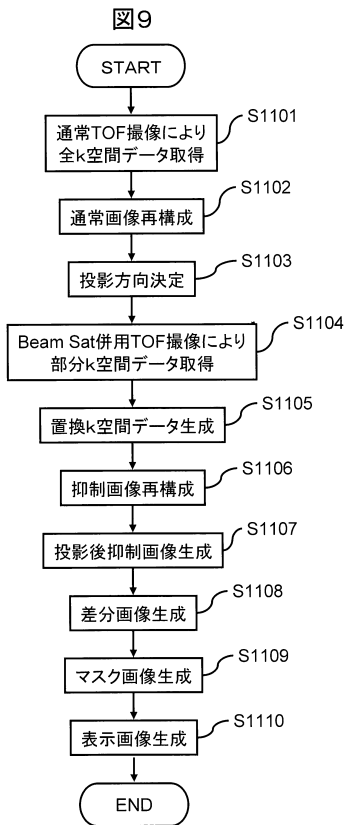 図9
START
通常TOF撮像により
全k空間データ取得
S1101
通常画像再構成
S1102
投影方向決定
S1103
Beam Sat併用TOF撮像により
部分k空間データ取得
S1104
置換k空間データ生成
S1105
抑制画像再構成
S1106
投影後抑制画像生成
S1107
差分画像生成
S1108
マスク画像生成
S1109
表示画像生成
S1110
END